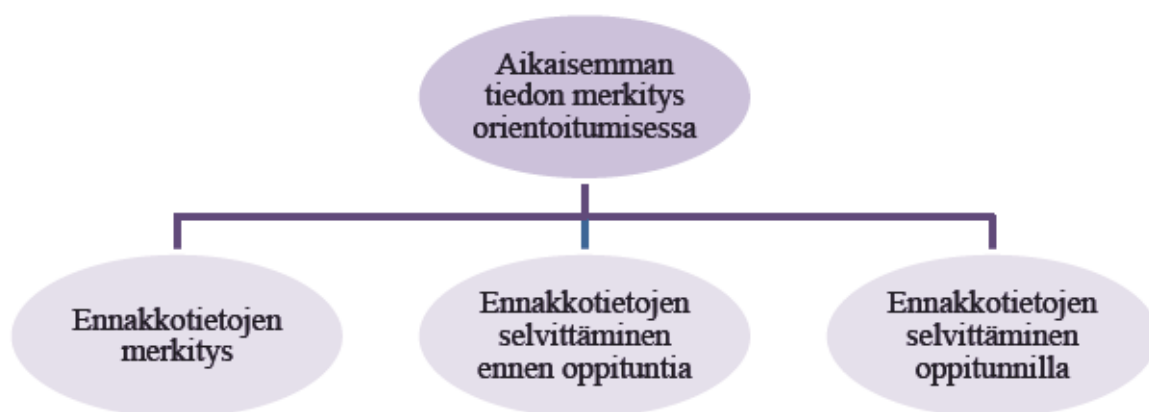 Aikaisemman
tiedon merkitys
orientoitumisessa
Ennakkotietojen
merkitys
Ennakkotietojen
selvittäminen
ennen oppituntia
Ennakkotietojen
selvittäminen
oppitunnilla